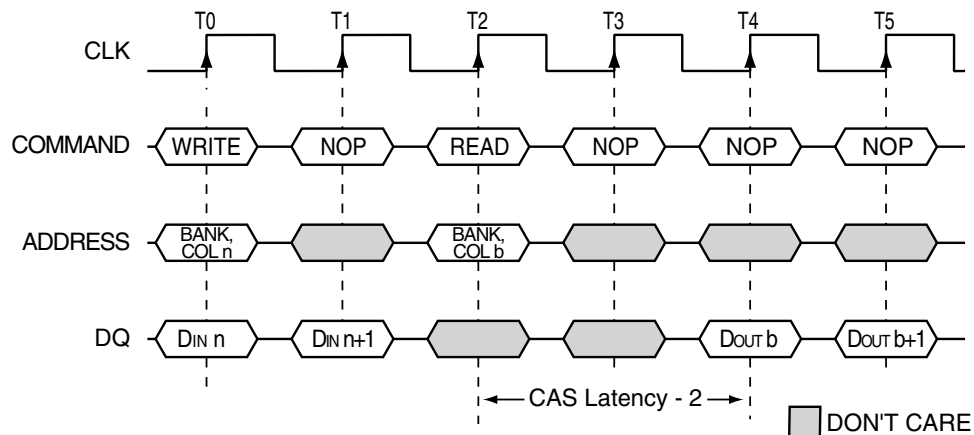 T0 T1 T2 T3 T4 T5
CLK
COMMAND WRITE NOP READ NOP NOP NOP
ADDRESS BANK, COL n BANK, COL b
DQ DIN n DIN n+1 DOUT b DOUT b+1
CAS Latency - 2
DON'T CARE